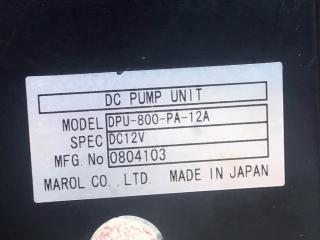 DC PUMP UNIT
MODEL DPU-800-PA-12A
SPEC DC12V
MFG. No 0804103
MAROL CO.,LTD. MADE IN JAPAN